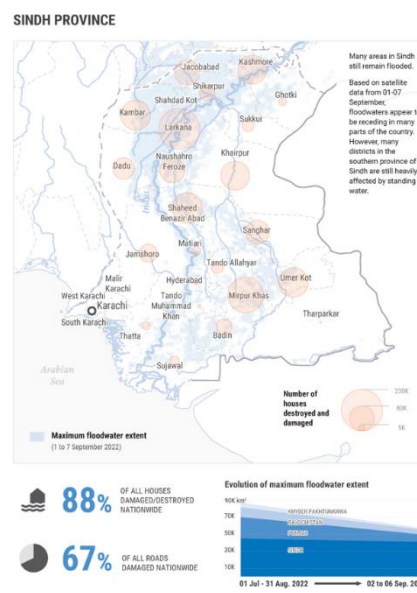 SINDH PROVINCE
Many areas in Sindh
still remain flooded.
Based on satellite
data from 01-07
September,
floodwaters appear t
be receding in many
parts of the country.
However, many
districts in the
southern province of
Sindh are still heavily
affected by standing
water.
Jacobabad
Kashmore
Shikarpur
Ghotki
Shahdad Kot
Kambar
Larkana
Sukkur
Naushahro
Feroze
Khairpur
Dadu
Indus
Shaheed
Benazir Abad
Sanghar
Matiari
Jamshoro
Tando Allahyar
Malir
Karachi
Hyderabad
Umer Kot
West Karachi
Karachi
Tando
Muhammad
Khan
Mirpur Khas
South Karachi
Tharparkar
Thatta
Badin
Sujawal
Arabian
Sea
Number of
houses
destroyed and
damaged
200K
80K
5K
Maximum floodwater extent
(1 to 7 September 2022)
88% OF ALL HOUSES
DAMAGED/DESTROYED
NATIONWIDE
67% OF ALL ROADS
DAMAGED NATIONWIDE
Evolution of maximum floodwater extent
90K km²
70K
50K
30K
10K
KHYBER PAKHTUNKHWA
BALOCHISTAN
PUNJAB
SINDH
01 Jul - 31 Aug. 2022
02 to 06 Sep. 20